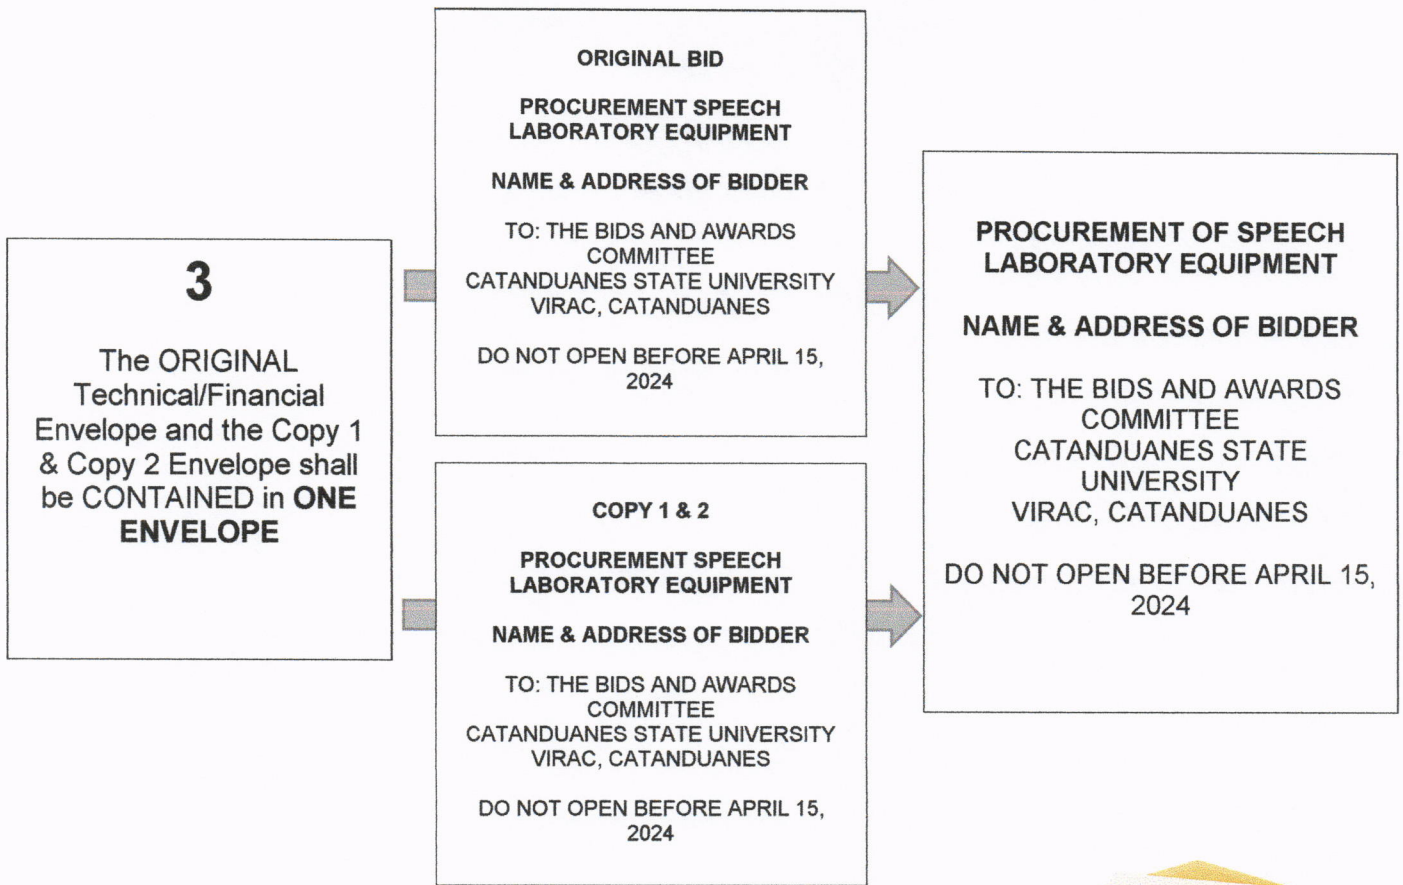 3
The ORIGINAL
Technical/Financial
Envelope and the Copy 1
& Copy 2 Envelope shall
be CONTAINED in ONE
ENVELOPE
ORIGINAL BID
PROCUREMENT SPEECH
LABORATORY EQUIPMENT
NAME & ADDRESS OF BIDDER
TO: THE BIDS AND AWARDS
COMMITTEE
CATANDUANES STATE UNIVERSITY
VIRAC, CATANDUANES
DO NOT OPEN BEFORE APRIL 15,
2024
COPY 1 & 2
PROCUREMENT SPEECH
LABORATORY EQUIPMENT
NAME & ADDRESS OF BIDDER
TO: THE BIDS AND AWARDS
COMMITTEE
CATANDUANES STATE UNIVERSITY
VIRAC, CATANDUANES
DO NOT OPEN BEFORE APRIL 15,
2024
PROCUREMENT OF SPEECH
LABORATORY EQUIPMENT
NAME & ADDRESS OF BIDDER
TO: THE BIDS AND AWARDS
COMMITTEE
CATANDUANES STATE
UNIVERSITY
VIRAC, CATANDUANES
DO NOT OPEN BEFORE APRIL 15,
2024